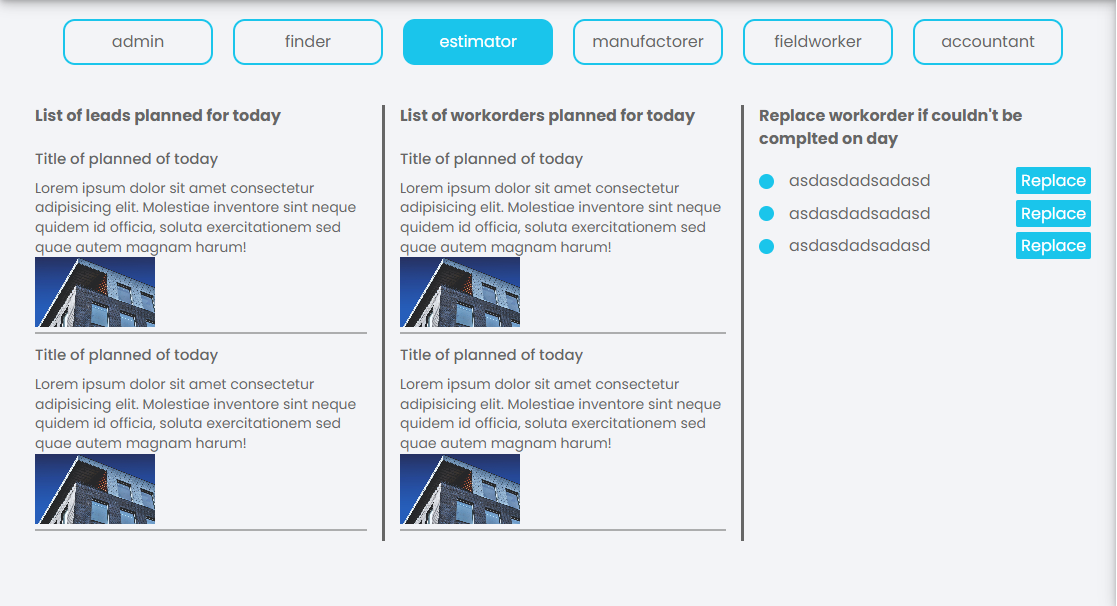 admin
finder
estimator
manufactorer
fieldworker
accountant
List of leads planned for today
Title of planned of today
Lorem ipsum dolor sit amet consectetur
adipisicing elit. Molestiae inventore sint neque
quidem id officia, soluta exercitationem sed
quae autem magnam harum!
Title of planned of today
Lorem ipsum dolor sit amet consectetur
adipisicing elit. Molestiae inventore sint neque
quidem id officia, soluta exercitationem sed
quae autem magnam harum!
List of workorders planned for today
Title of planned of today
Lorem ipsum dolor sit amet consectetur
adipisicing elit. Molestiae inventore sint neque
quidem id officia, soluta exercitationem sed
quae autem magnam harum!
Title of planned of today
Lorem ipsum dolor sit amet consectetur
adipisicing elit. Molestiae inventore sint neque
quidem id officia, soluta exercitationem sed
quae autem magnam harum!
Replace workorder if couldn't be
complted on day
asdasdadsadasd Replace
asdasdadsadasd Replace
asdasdadsadasd Replace